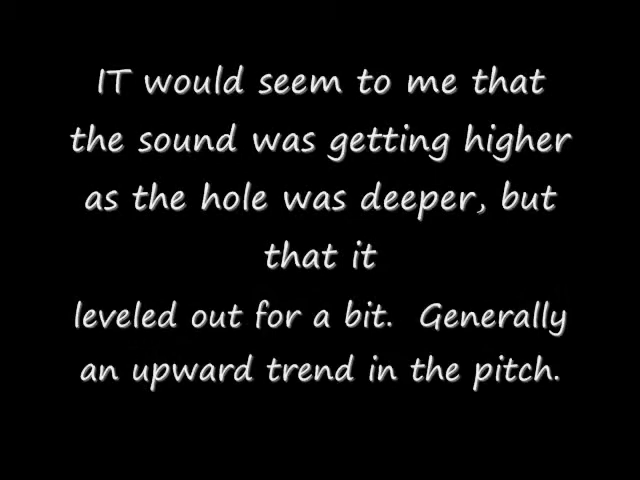 IT would seem to me that
the sound was getting higher
as the hole was deeper, but
that it
leveled out for a bit.  Generally
an upward trend in the pitch.